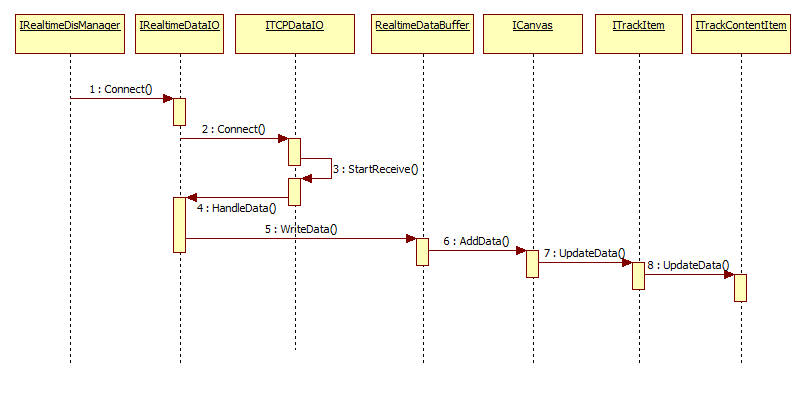 IRealtimeDisManager
IRealtimeDataIO
ITCPDataIO
RealtimeDataBuffer
ICanvas
ITrackItem
ITrackContentItem
1 : Connect()
2 : Connect()
3 : StartReceive()
4 : HandleData()
5 : WriteData()
6 : AddData()
7 : UpdateData()
8 : UpdateData()